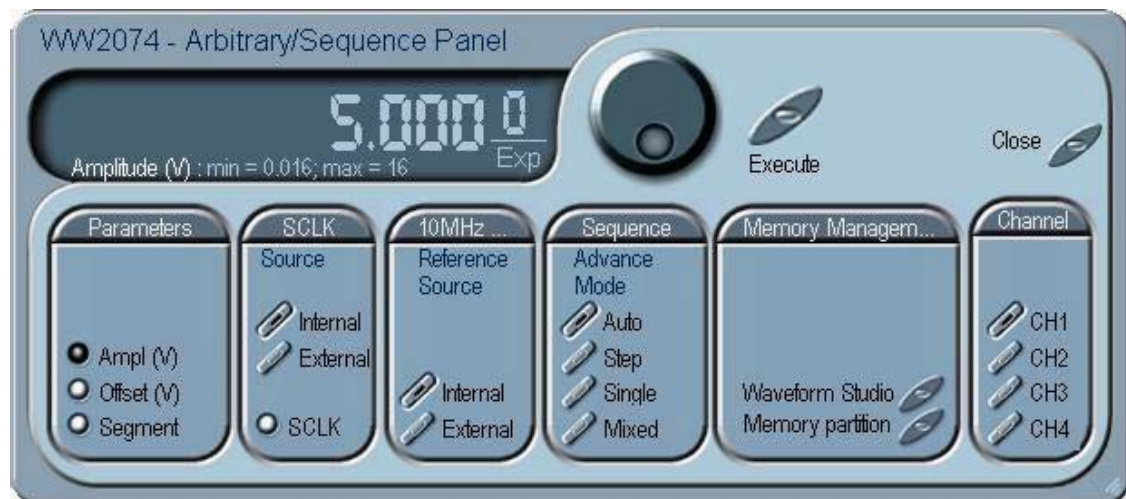 WW2074 - Arbitrary/Sequence Panel
5.000 0
Exp
Amplitude (V) : min = 0.016; max = 16
Execute
Close
Parameters
Ampl (V)
Offset (V)
Segment
SCLK
Source
Internal
External
SCLK
10MHz ...
Reference
Source
Internal
External
Sequence
Advance
Mode
Auto
Step
Single
Mixed
Memory Managem...
Waveform Studio
Memory partition
Channel
CH1
CH2
CH3
CH4